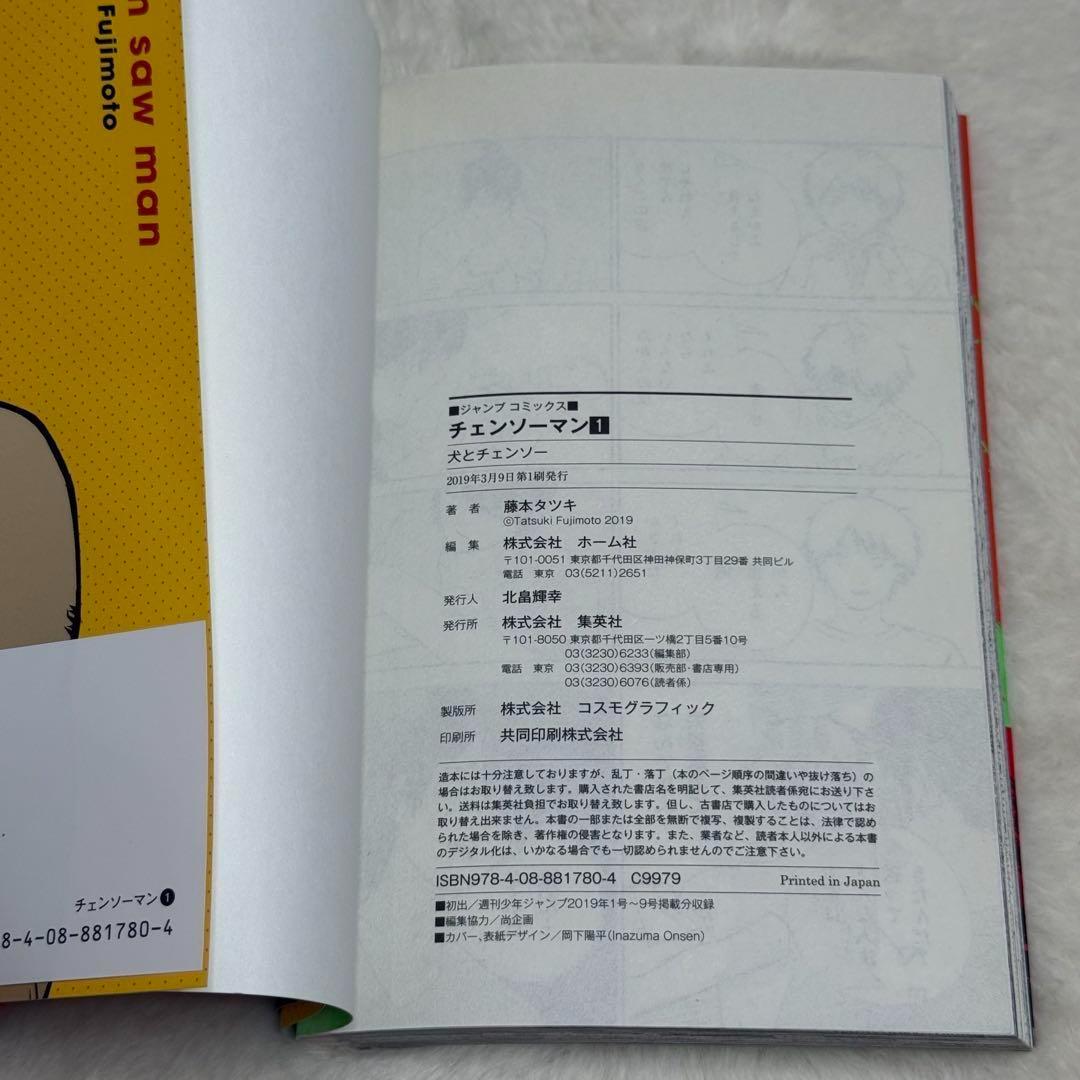 n saw man
Fujimoto
■ジャンプ コミックス■
チェンソーマン1
犬とチェンソー
2019年3月9日第1刷発行
著 者 藤本タツキ
©Tatsuki Fujimoto 2019
編 集 株式会社 ホーム社
〒101-0051 東京都千代田区神田神保町3丁目29番 共同ビル
電話 東京 03(5211)2651
発行人 北畠輝幸
発行所 株式会社 集英社
〒101-8050 東京都千代田区一ツ橋2丁目5番10号
03(3230)6233(編集部)
電話 東京 03(3230)6393(販売部・書店専用)
03(3230)6076(読者係)
製版所 株式会社 コスモグラフィック
印刷所 共同印刷株式会社
造本には十分注意しておりますが、乱丁・落丁(本のページ順序の間違いや抜け落ち)の
場合はお取り替え致します。購入された書店名を明記して、集英社読者係宛にお送り下さ
い。送料は集英社負担でお取り替え致します。但し、古書店で購入したものについてはお
取り替え出来ません。本書の一部または全部を無断で複写、複製することは、法律で認め
られた場合を除き、著作権の侵害となります。また、業者など、読者本人以外による本書
のデジタル化は、いかなる場合でも一切認められませんのでご注意下さい。
ISBN978-4-08-881780-4 C9979 Printed in Japan
■初出/週刊少年ジャンプ2019年1号〜9号掲載分収録
■編集協力/尚企画
■カバー、表紙デザイン/岡下陽平(Inazuma Onsen)
チェンソーマン1
8-4-08-881780-4